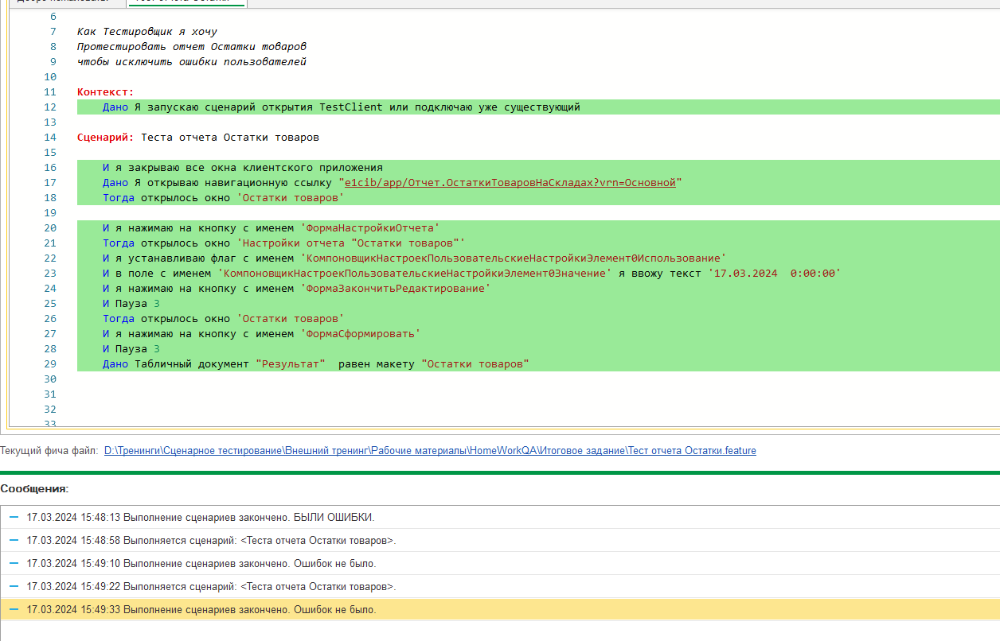 6
7 Как Тестировщик я хочу
8 Протестировать отчет Остатки товаров
9 чтобы исключить ошибки пользователей
10
11 Контекст:
12 Дано Я запускаю сценарий открытия TestClient или подключаю уже существующий
13
14 Сценарий: Теста отчета Остатки товаров
15
16 И я закрываю все окна клиентского приложения
17 Дано Я открываю навигационную ссылку "e1cib/app/Отчет.ОстаткиТоваровНаСкладах?vrn=Основной"
18 Тогда открылось окно 'Остатки товаров'
19
20 И я нажимаю на кнопку с именем 'ФормаНастройкиОтчета'
21 Тогда открылось окно 'Настройки отчета "Остатки товаров"'
22 И я устанавливаю флаг с именем 'КомпоновщикНастроекПользовательскиеНастройкиЭлемент0Использование'
23 И в поле с именем 'КомпоновщикНастроекПользовательскиеНастройкиЭлемент0Значение' я ввожу текст '17.03.2024  0:00:00'
24 И я нажимаю на кнопку с именем 'ФормаЗакончитьРедактирование'
25 И Пауза 3
26 Тогда открылось окно 'Остатки товаров'
27 И я нажимаю на кнопку с именем 'ФормаСформировать'
28 И Пауза 3
29 Дано Табличный документ "Результат"  равен макету "Остатки товаров"
30
31
32
33
Текущий фича файл: D:\Тренинги\Сценарное тестирование\Внешний тренинг\Рабочие материалы\HomeWorkQA\Итоговое задание\Тест отчета Остатки.feature
Сообщения:
17.03.2024 15:48:13 Выполнение сценариев закончено. БЫЛИ ОШИБКИ.
17.03.2024 15:48:58 Выполняется сценарий: <Теста отчета Остатки товаров>.
17.03.2024 15:49:10 Выполнение сценариев закончено. Ошибок не было.
17.03.2024 15:49:22 Выполняется сценарий: <Теста отчета Остатки товаров>.
17.03.2024 15:49:33 Выполнение сценариев закончено. Ошибок не было.